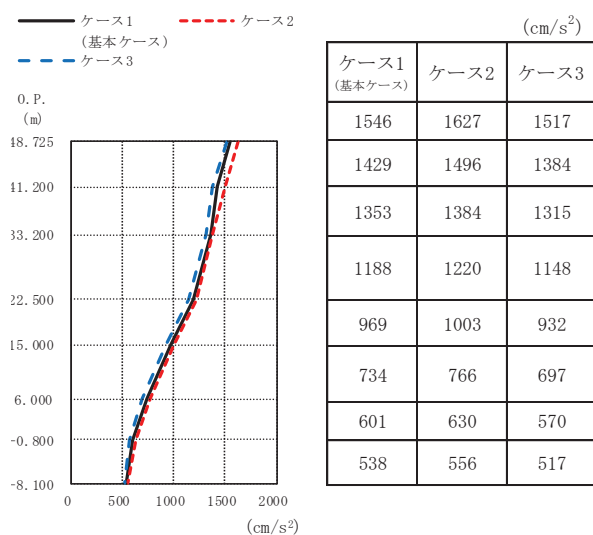 ケース1
(基本ケース)
ケース2
ケース3
O.P.
(m)
48.725
41.200
33.200
22.500
15.000
6.000
-0.800
-8.100
0 500 1000 1500 2000
(cm/s²)
(cm/s²)
ケース1
(基本ケース)
ケース2 ケース3
1546 1627 1517
1429 1496 1384
1353 1384 1315
1188 1220 1148
969 1003 932
734 766 697
601 630 570
538 556 517